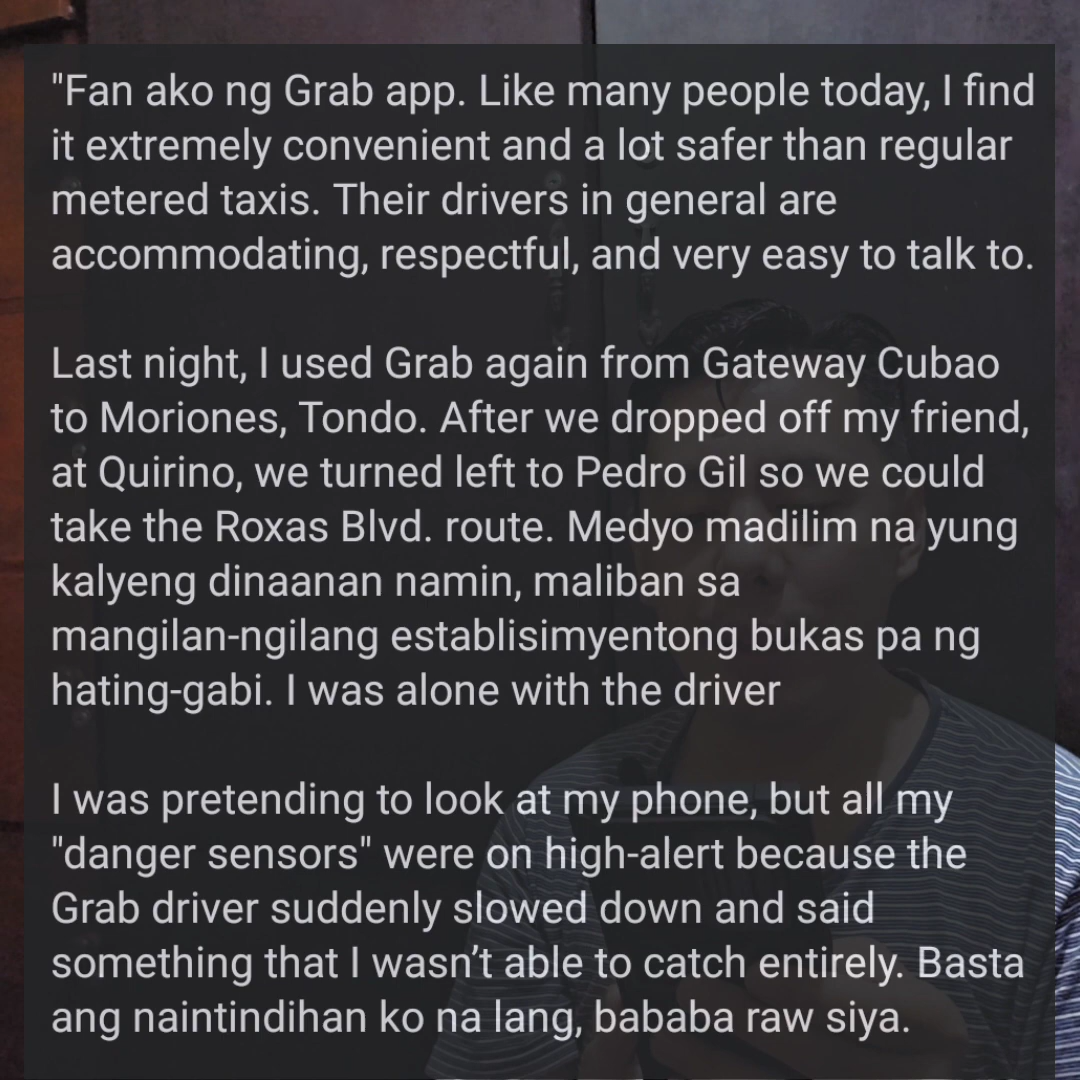 "Fan ako ng Grab app. Like many people today, I find
it extremely convenient and a lot safer than regular
metered taxis. Their drivers in general are
accommodating, respectful, and very easy to talk to.
Last night, I used Grab again from Gateway Cubao
to Moriones, Tondo. After we dropped off my friend,
at Quirino, we turned left to Pedro Gil so we could
take the Roxas Blvd. route. Medyo madilim na yung
kalyeng dinaanan namin, maliban sa
mangilan-ngilang establisimyentong bukas pa ng
hating-gabi. I was alone with the driver
I was pretending to look at my phone, but all my
"danger sensors" were on high-alert because the
Grab driver suddenly slowed down and said
something that I wasn’t able to catch entirely. Basta
ang naintindihan ko na lang, bababa raw siya.